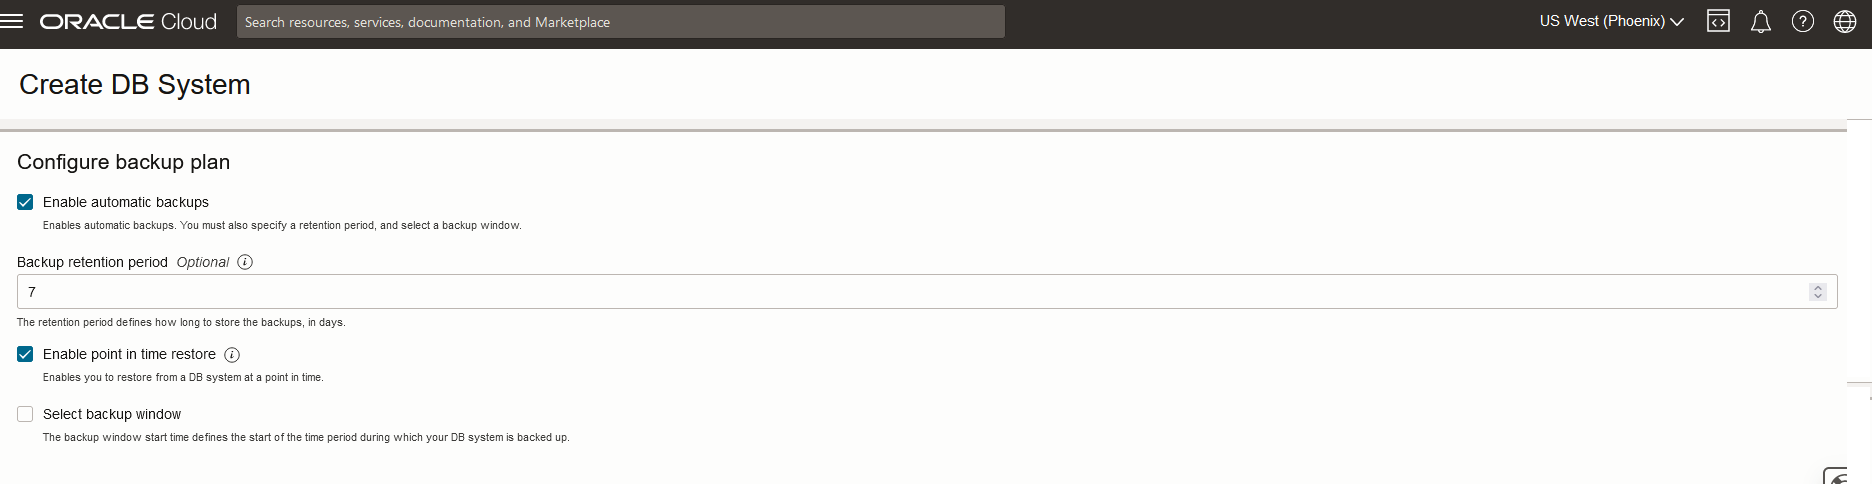 ORACLE Cloud
Search resources, services, documentation, and Marketplace
US West (Phoenix)
Create DB System
Configure backup plan
Enable automatic backups
Enables automatic backups. You must also specify a retention period, and select a backup window.
Backup retention period Optional
7
The retention period defines how long to store the backups, in days.
Enable point in time restore
Enables you to restore from a DB system at a point in time.
Select backup window
The backup window start time defines the start of the time period during which your DB system is backed up.